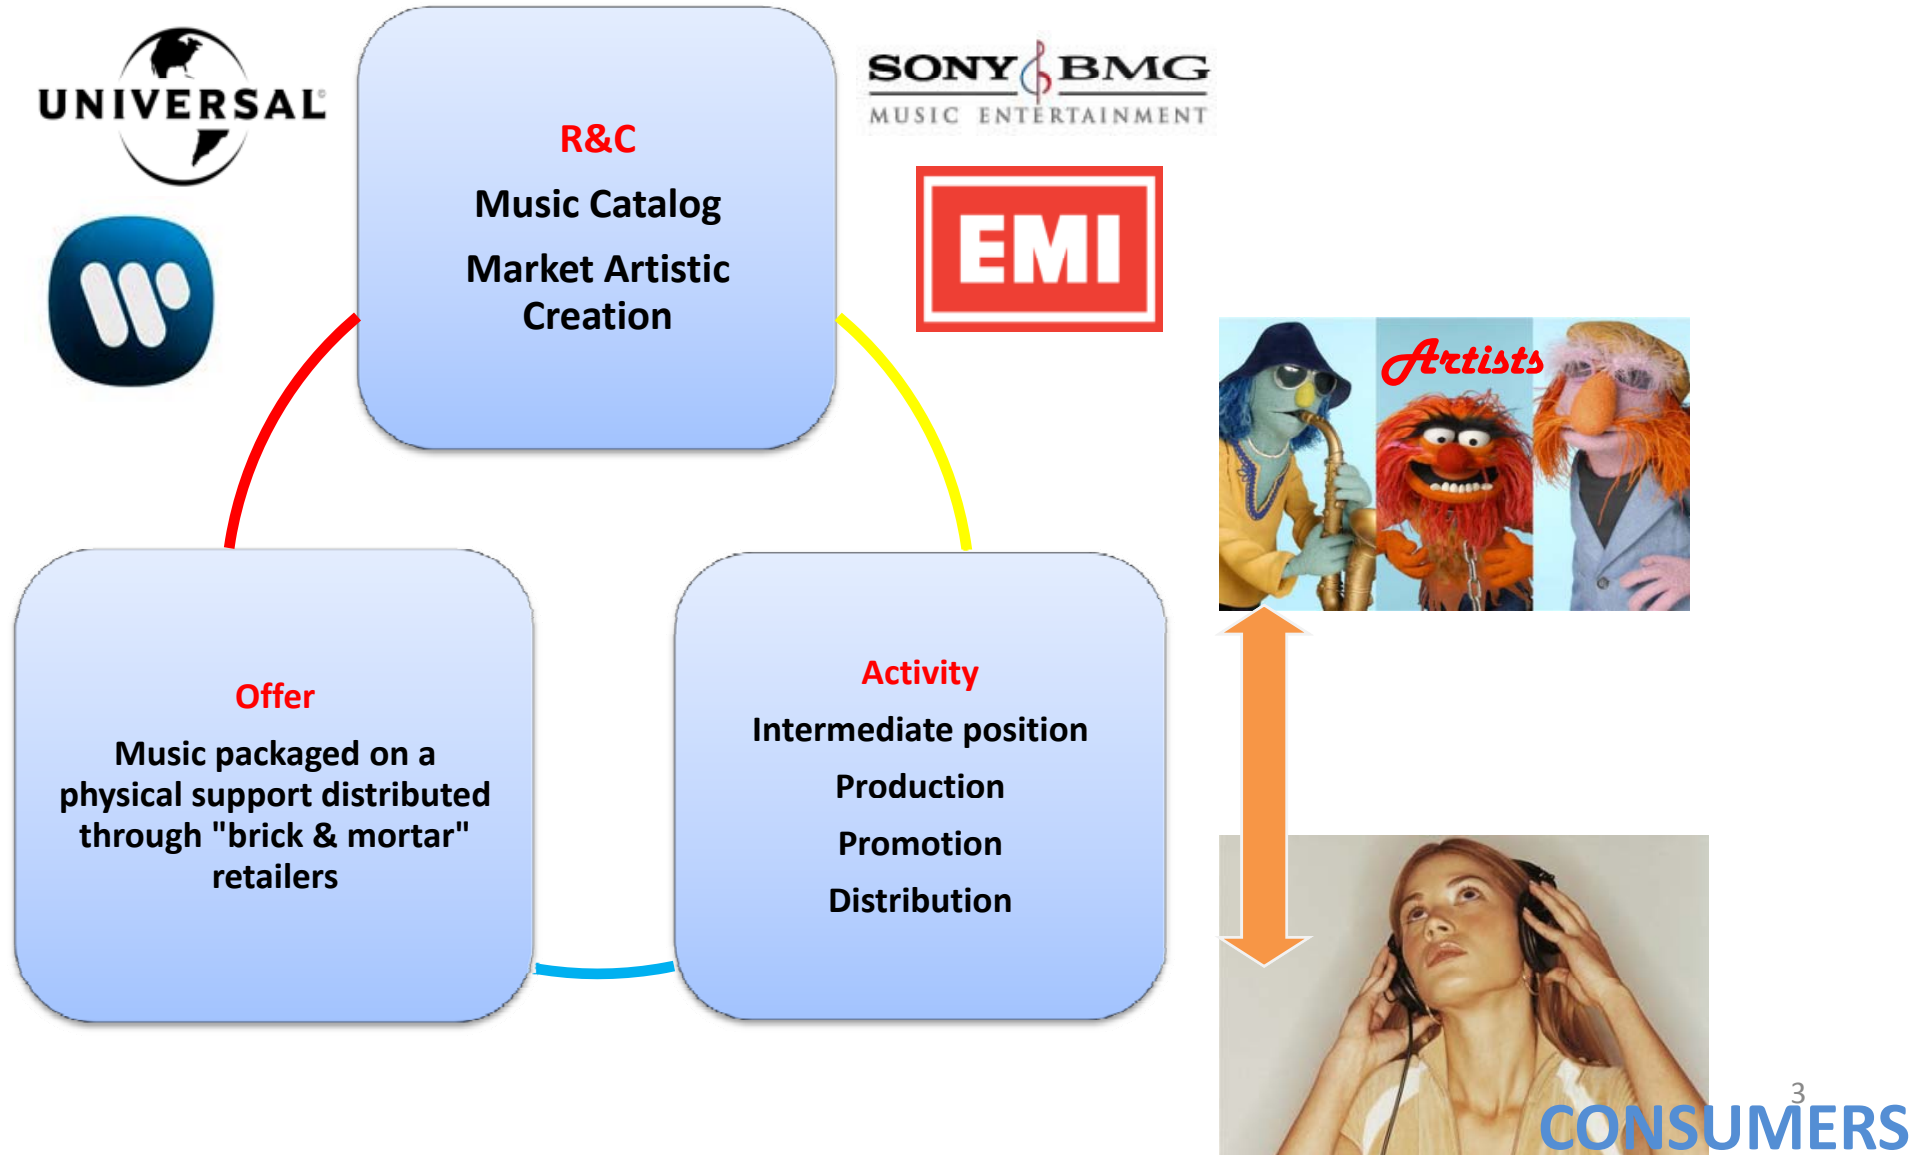 UNIVERSAL
R&C
Music Catalog
Market Artistic
Creation
SONY BMG
MUSIC ENTERTAINMENT
EMI
Artists
Offer
Music packaged on a
physical support distributed
through "brick & mortar"
retailers
Activity
Intermediate position
Production
Promotion
Distribution
3
CONSUMERS